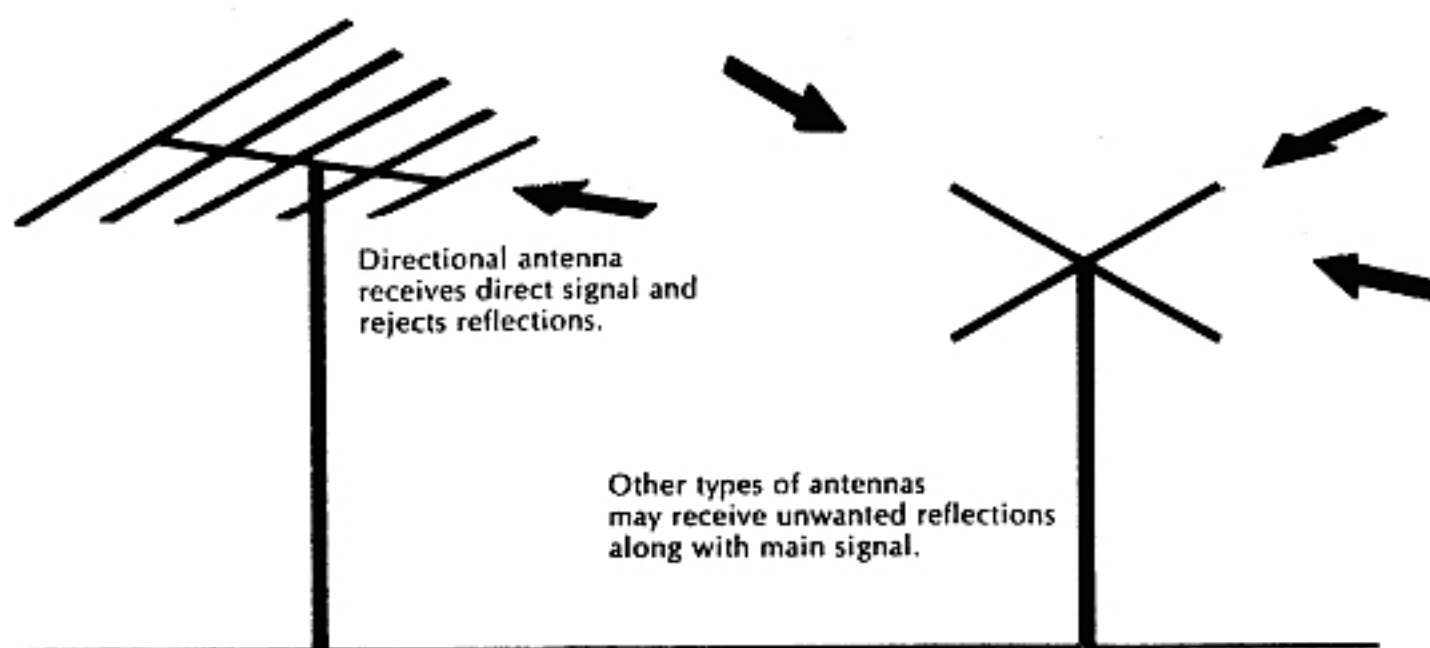 Directional antenna
receives direct signal and
rejects reflections.
Other types of antennas
may receive unwanted reflections
along with main signal.